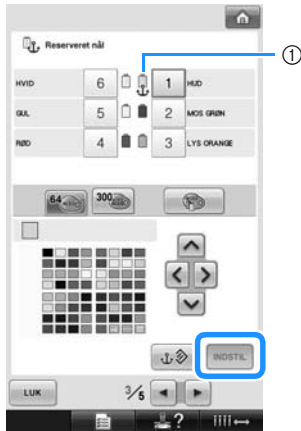 Reserveret nål
①
HVID 6 1 HUD
GUL 5 2 MOS GRØN
RØD 4 3 LYS ORANGE
64 300
INDSTIL
LUK 3/5
?